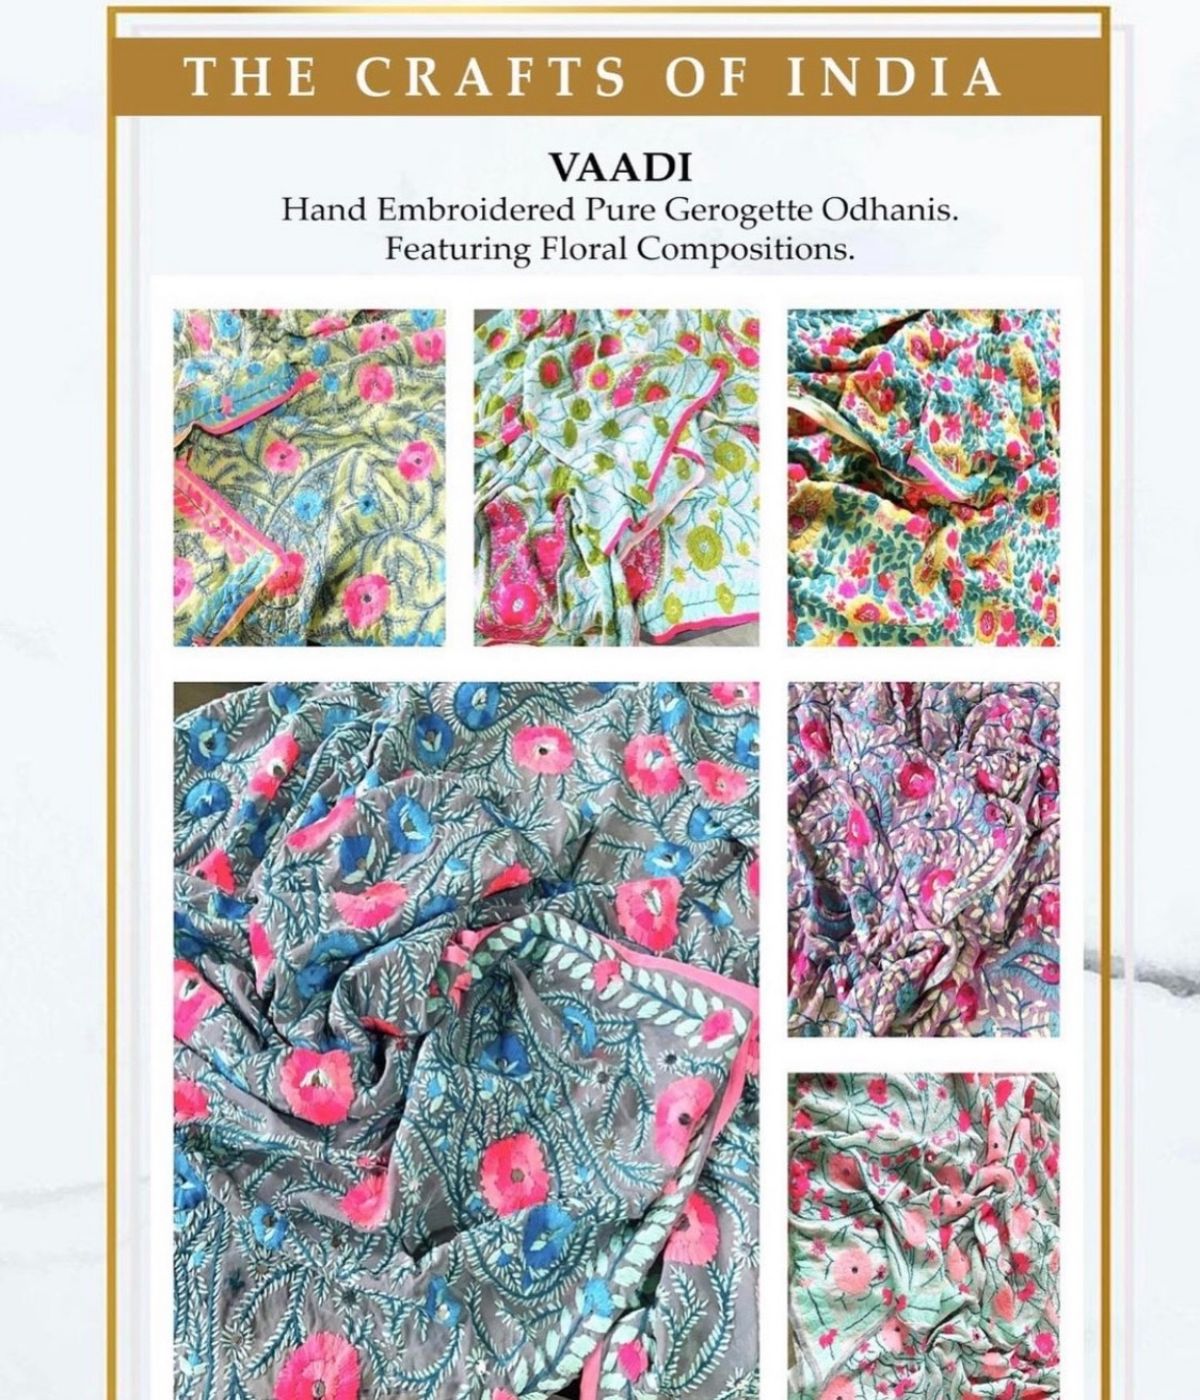 THE CRAFTS OF INDIA
VAADI
Hand Embroidered Pure Gerogette Odhanis.
Featuring Floral Compositions.